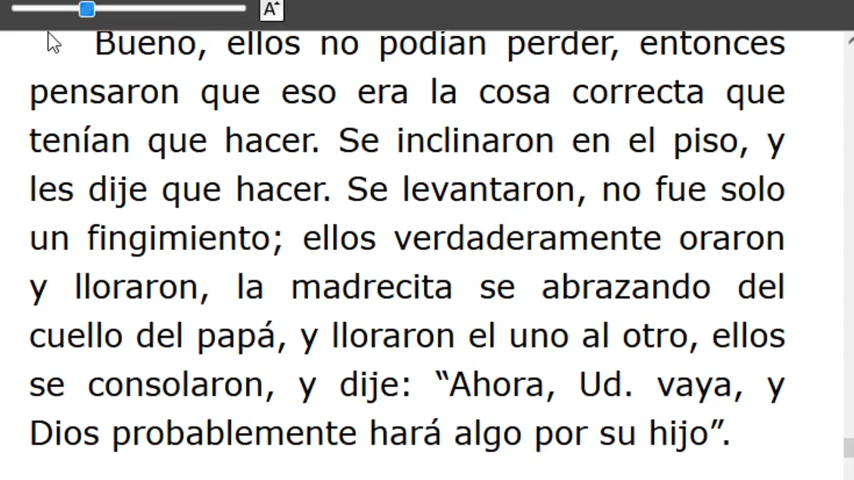 A
Bueno, ellos no podían perder, entonces
pensaron que eso era la cosa correcta que
tenían que hacer. Se inclinaron en el piso, y
les dije que hacer. Se levantaron, no fue solo
un fingimiento; ellos verdaderamente oraron
y lloraron, la madrecita se abrazando del
cuello del papá, y lloraron el uno al otro, ellos
se consolaron, y dije: “Ahora, Ud. vaya, y
Dios probablemente hará algo por su hijo”.